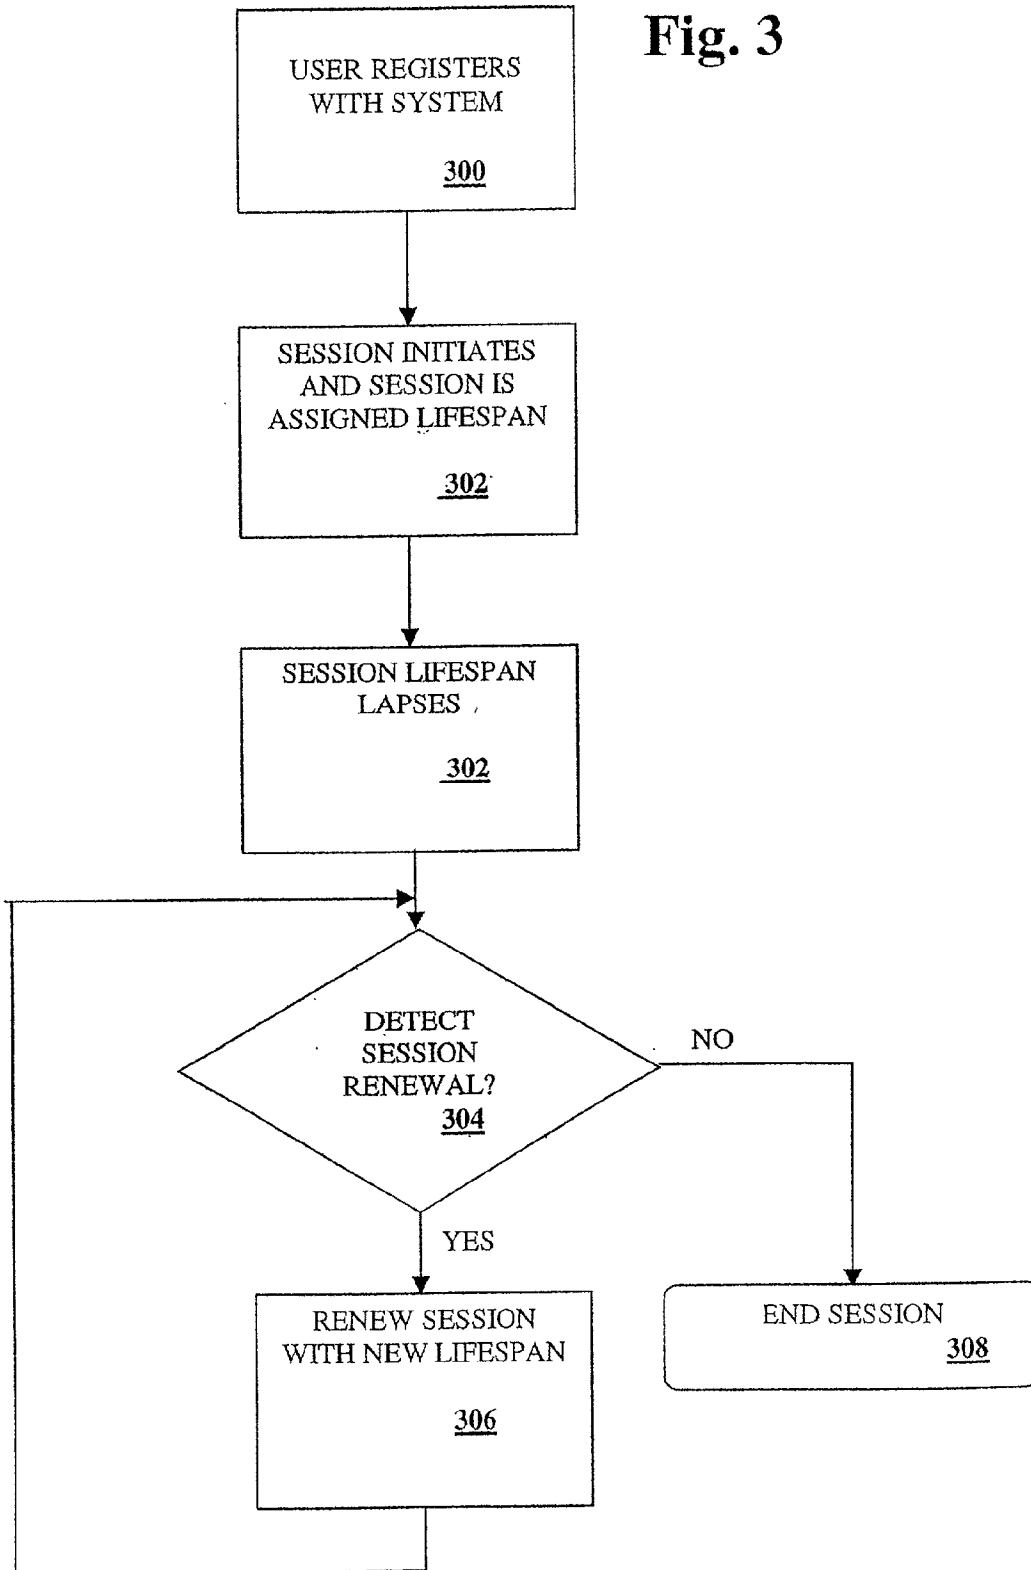 Fig. 3
USER REGISTERS
WITH SYSTEM
300
SESSION INITIATES
AND SESSION IS
ASSIGNED LIFESPAN
302
SESSION LIFESPAN
LAPSES
302
DETECT
SESSION
RENEWAL?
304
NO
YES
RENEW SESSION
WITH NEW LIFESPAN
306
END SESSION
308